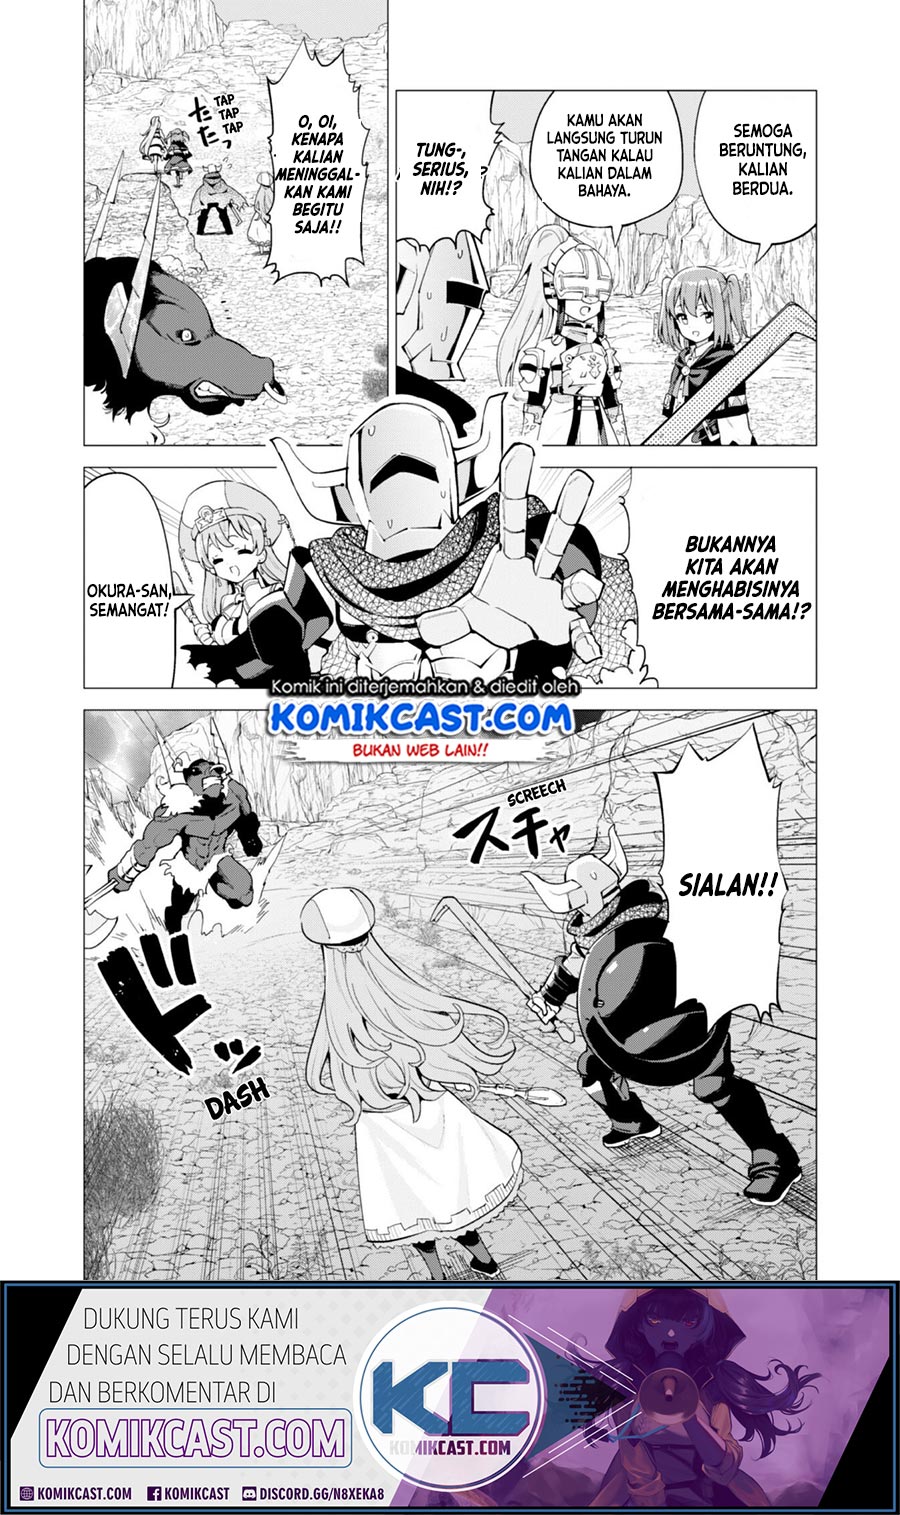 SEMOGA
BERUNTUNG,
KALIAN
BERDUA.
KAMU AKAN
LANGSUNG TURUN
TANGAN KALAU
KALIAN DALAM
BAHAYA.
TUNG-,
SERIUS,
NIH!?
O, OI,
KENAPA
KALIAN
MENINGGAL-
KAN KAMI
BEGITU
SAJA!!
たたっ
TAP
TAP
TAP
BUKANNYA
KITA AKAN
MENGHABISINYA
BERSAMA-SAMA!?
OKURA-SAN,
SEMANGAT!
Komik ini diterjemahkan & diedit oleh
KOMIKCAST.COM
BUKAN WEB LAIN!!
SIALAN!!
SCREECH
スチャ
ドドッ
DASH
DUKUNG TERUS KAMI
DENGAN SELALU MEMBACA
DAN BERKOMENTAR DI
KOMIKCAST.COM
KC
KOMIKCAST.COM
KOMIKCAST.COM KOMIKCAST DISCORD.GG/N8XEKA8